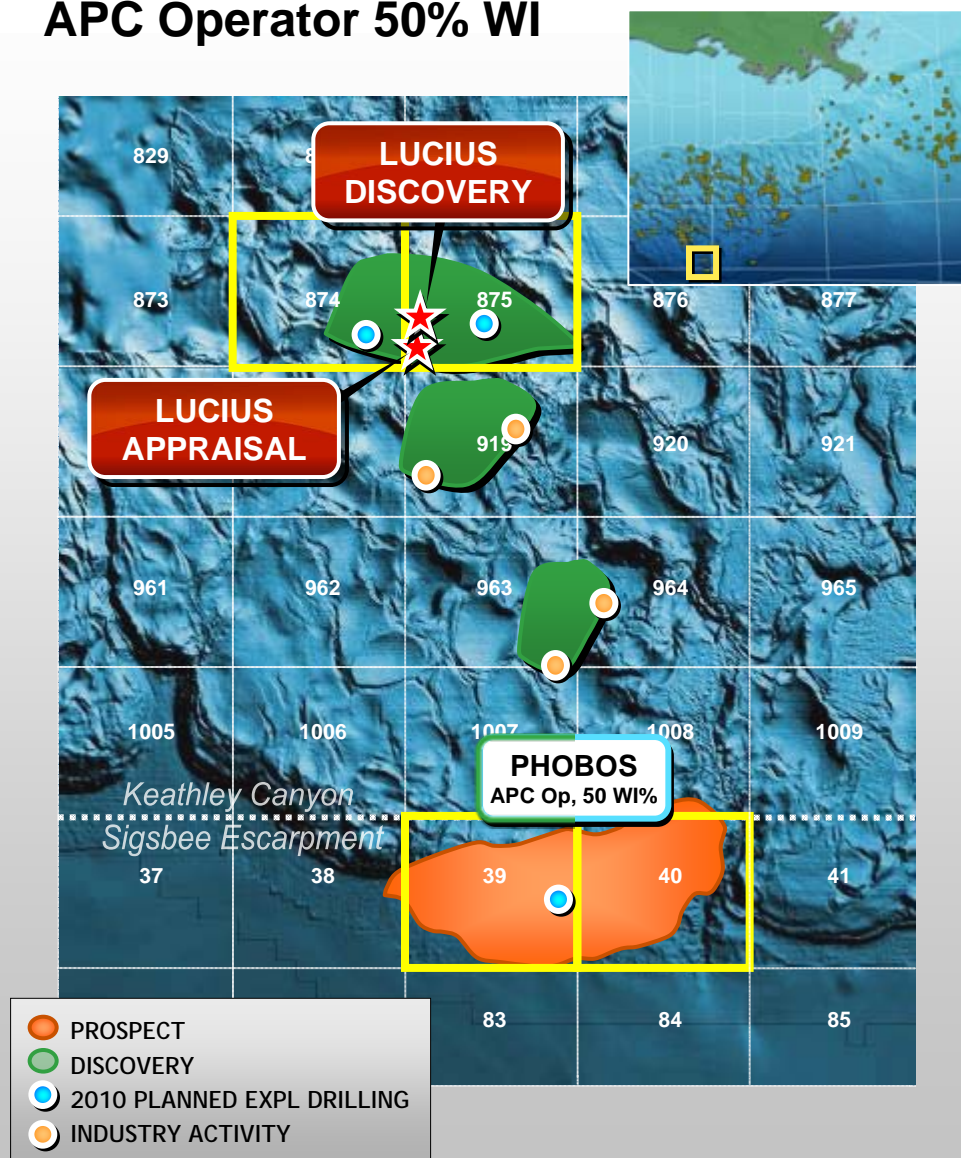 APC Operator 50% WI
829
LUCIUS
DISCOVERY
873
874
875
876
877
LUCIUS
APPRAISAL
919
920
921
961
962
963
964
965
1005
1006
1007
1008
1009
PHOBOS
APC Op, 50 WI%
Keathley Canyon
Sigsbee Escarpment
37
38
39
40
41
83
84
85
PROSPECT
DISCOVERY
2010 PLANNED EXPL DRILLING
INDUSTRY ACTIVITY